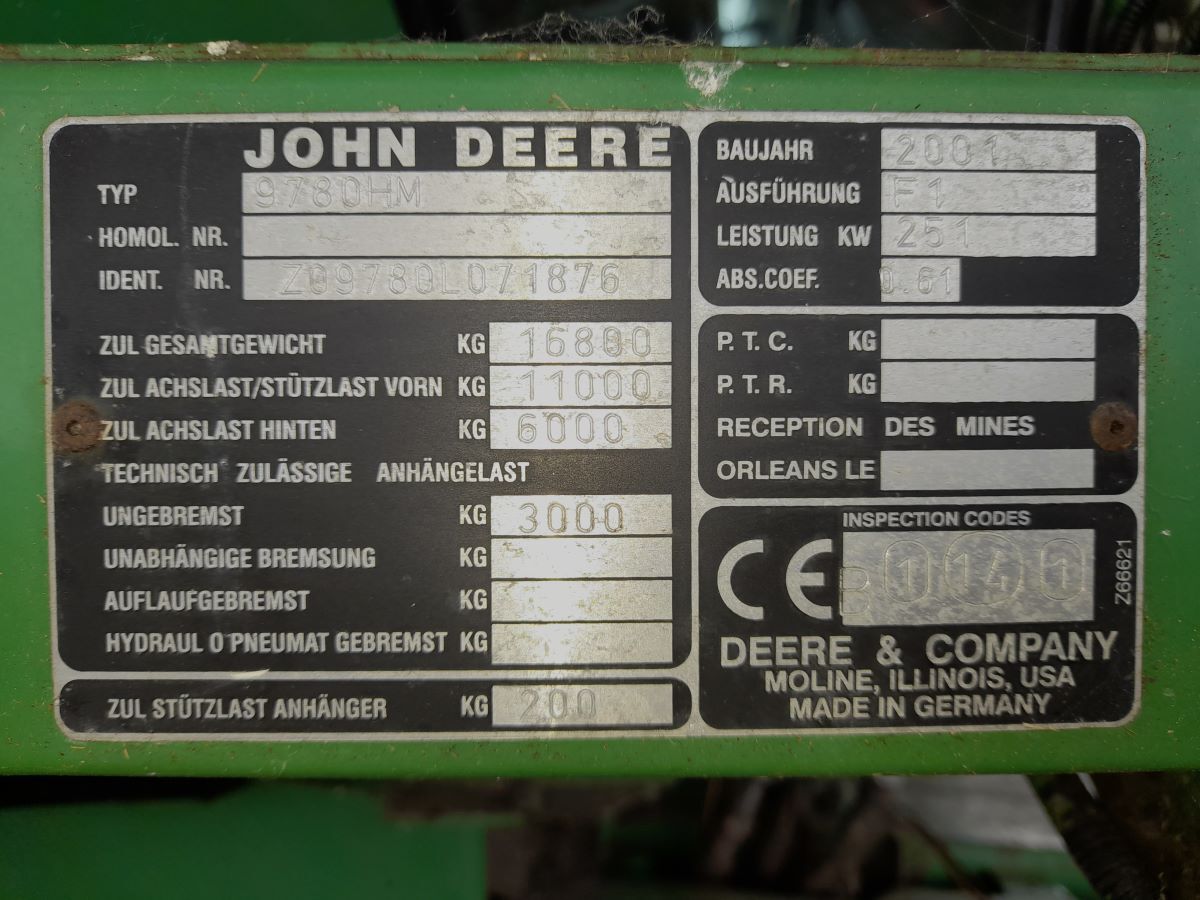 JOHN DEERE
TYP 9780HM
HOMOL. NR.
IDENT. NR. Z09780L071876
ZUL GESAMTGEWICHT KG 16800
ZUL ACHSLAST/STÜTZLAST VORN KG 11000
ZUL ACHSLAST HINTEN KG 6000
TECHNISCH ZULÄSSIGE ANHÄNGELAST
UNGEBREMST KG 3000
UNABHÄNGIGE BREMSUNG KG
AUFLAUFGEBREMST KG
HYDRAUL O PNEUMAT GEBREMST KG
ZUL STÜTZLAST ANHÄNGER KG 200
BAUJAHR 2001
AUSFÜHRUNG F1
LEISTUNG KW 251
ABS.COEF. 0.61
P. T. C. KG
P. T. R. KG
RECEPTION DES MINES
ORLEANS LE
INSPECTION CODES
CE B 1 14 1
Z66621
DEERE & COMPANY
MOLINE, ILLINOIS, USA
MADE IN GERMANY